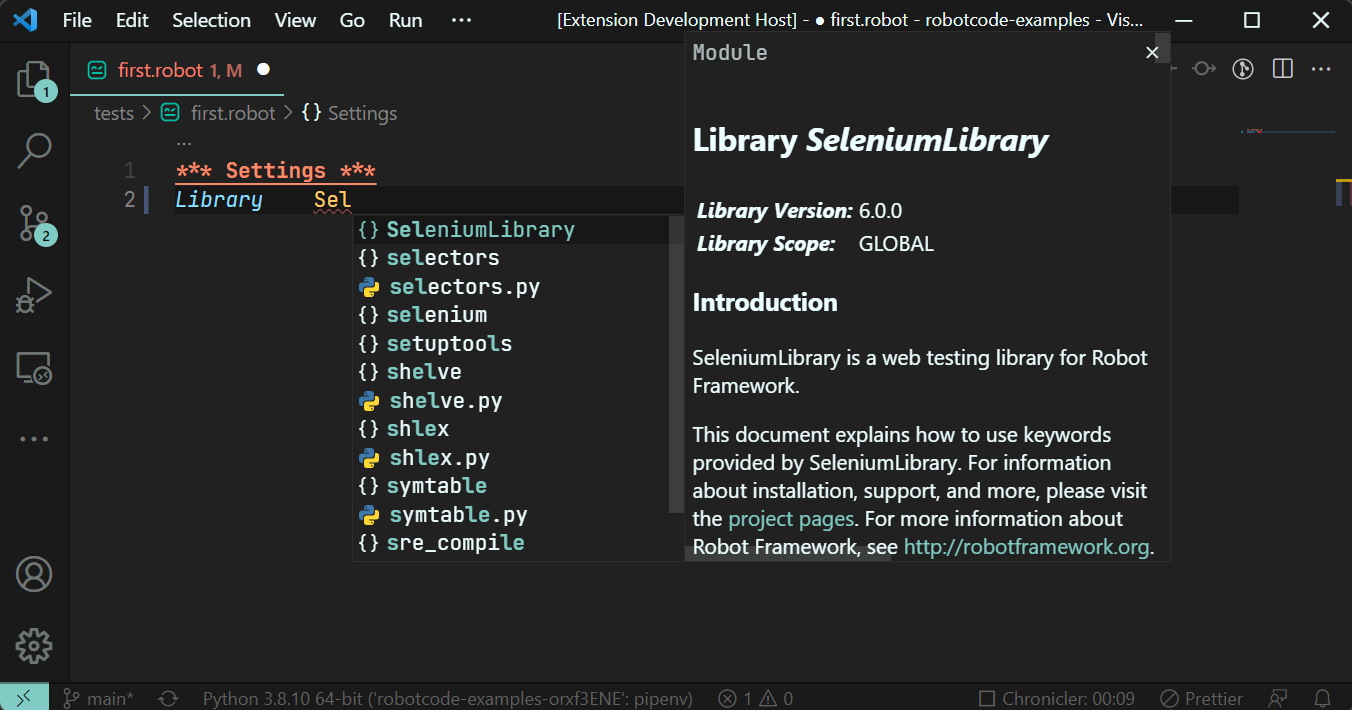 File Edit Selection View Go Run ··· [Extension Development Host] - ● first.robot - robotcode-examples - Vis...
Module
1
first.robot 1, M
tests > first.robot > {} Settings
...
1 *** Settings ***
2 Library Sel
2
{} SeleniumLibrary
{} selectors
selectors.py
{} selenium
{} setuptools
{} shelve
shelve.py
{} shlex
shlex.py
{} symtable
symtable.py
{} sre_compile
Library SeleniumLibrary
Library Version: 6.0.0
Library Scope: GLOBAL
Introduction
SeleniumLibrary is a web testing library for Robot
Framework.
This document explains how to use keywords
provided by SeleniumLibrary. For information
about installation, support, and more, please visit
the project pages. For more information about
Robot Framework, see http://robotframework.org.
main* Python 3.8.10 64-bit ('robotcode-examples-orxf3ENE': pipenv) 1 0 Chronicler: 00:09 Prettier